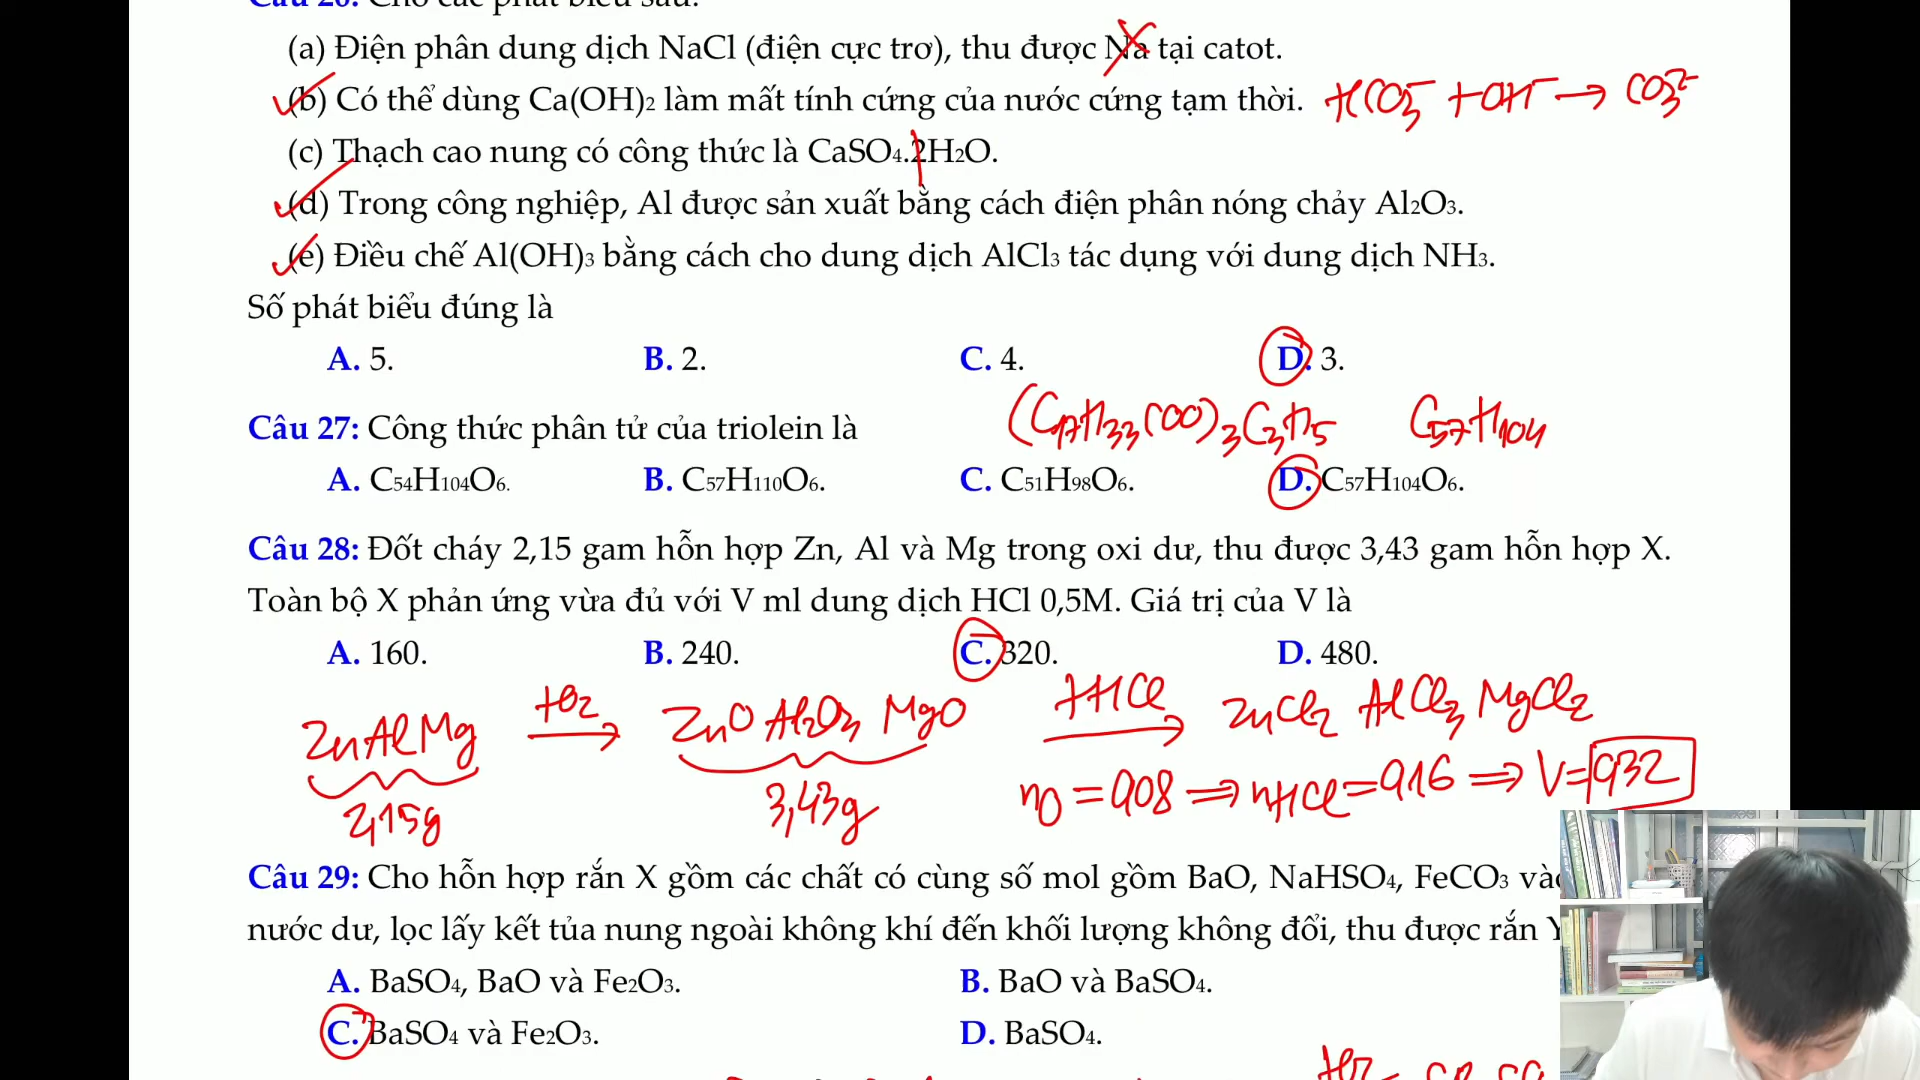 Câu 26: Cho các phát biểu sau:
(a) Điện phân dung dịch NaCl (điện cực trơ), thu được Na tại catot.
(b) Có thể dùng Ca(OH)2 làm mất tính cứng của nước cứng tạm thời. HCO3- + OH- → CO32-
(c) Thạch cao nung có công thức là CaSO4.2H2O.
(d) Trong công nghiệp, Al được sản xuất bằng cách điện phân nóng chảy Al2O3.
(e) Điều chế Al(OH)3 bằng cách cho dung dịch AlCl3 tác dụng với dung dịch NH3.
Số phát biểu đúng là
A. 5. B. 2. C. 4. D. 3.
(C17H33COO)3C3H5 C57H104
Câu 27: Công thức phân tử của triolein là
A. C54H104O6. B. C57H110O6. C. C51H98O6. D. C57H104O6.
Câu 28: Đốt cháy 2,15 gam hỗn hợp Zn, Al và Mg trong oxi dư, thu được 3,43 gam hỗn hợp X.
Toàn bộ X phản ứng vừa đủ với V ml dung dịch HCl 0,5M. Giá trị của V là
A. 160. B. 240. C. 320. D. 480.
Zn Al Mg +O2 → ZnO Al2O3 MgO +HCl → ZnCl2 AlCl3 MgCl2
2,15g 3,43g nO = 0,08 ⇒ nHCl = 0,16 ⇒ V = 0,32
Câu 29: Cho hỗn hợp rắn X gồm các chất có cùng số mol gồm BaO, NaHSO4, FeCO3
nước dư, lọc lấy kết tủa nung ngoài không khí đến khối lượng không đổi, thu được rắn
A. BaSO4, BaO và Fe2O3. B. BaO và BaSO4.
C. BaSO4 và Fe2O3. D. BaSO4.